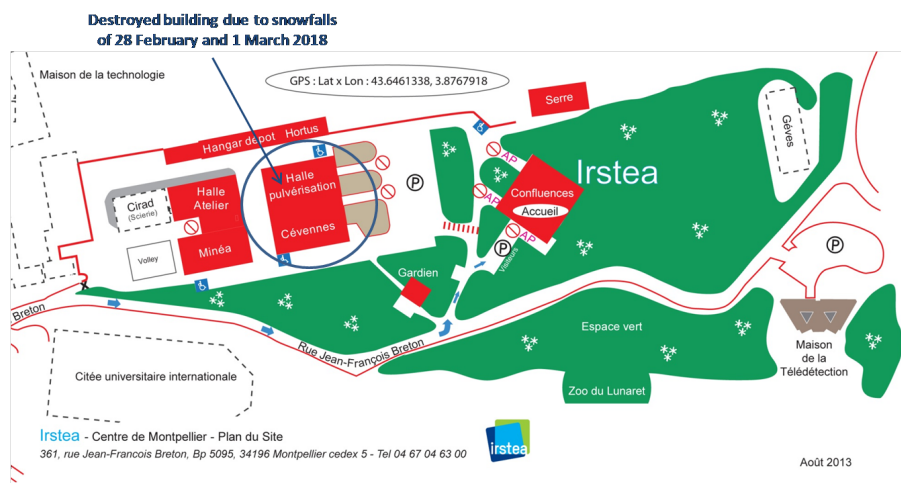 Destroyed building due to snowfalls
of 28 February and 1 March 2018
Maison de la technologie
GPS : Lat x Lon : 43.6461338, 3.8767918
Serre
Gèves
Hangar dépot Hortus
Halle
pulvérisation
Cévennes
Halle
Atelier
Cirad
(Scierie)
Minéa
Volley
P
AP
AP
AP
Confluences
Accueil
Irstea
P
Visiteurs
Gardien
P
Breton
Rue Jean-François Breton
Espace vert
Zoo du Lunaret
Maison
de la
Télédétection
Citée universitaire internationale
Irstea - Centre de Montpellier - Plan du Site
361, rue Jean-Francois Breton, Bp 5095, 34196 Montpellier cedex 5 - Tel 04 67 04 63 00
irstea
Août 2013